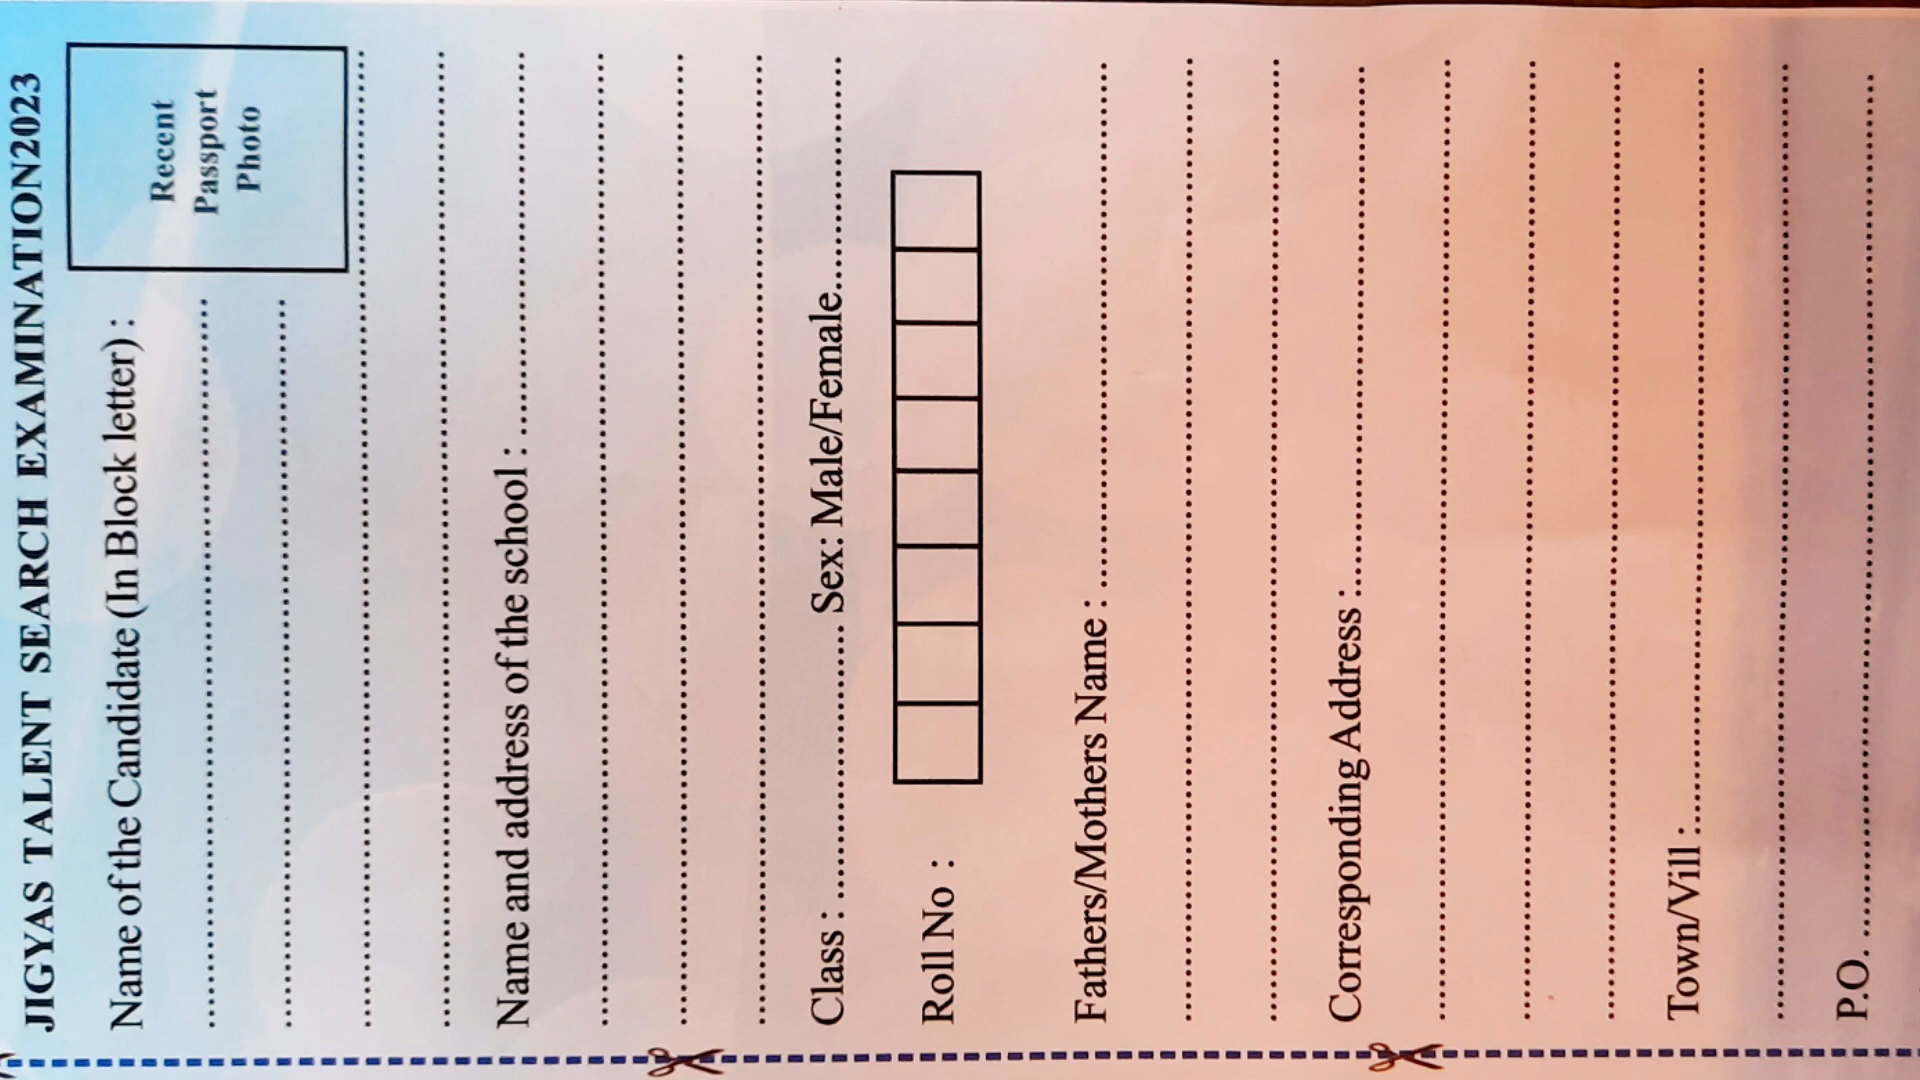 JIGYAS TALENT SEARCH EXAMINATION2023
Recent
Passport
Photo
Name of the Candidate (In Block letter) :
Name and address of the school :
Class : Sex: Male/Female
Roll No :
Fathers/Mothers Name :
Corresponding Address :
Town/Vill :
P.O.